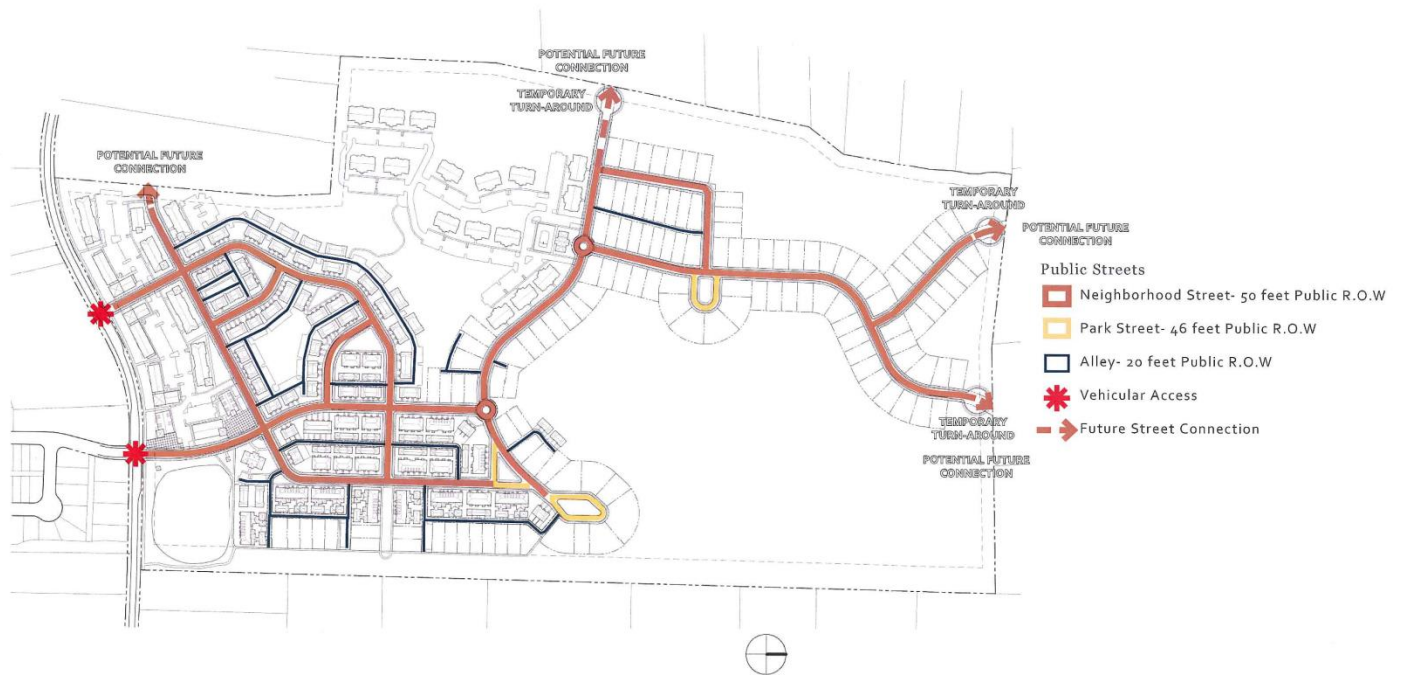 POTENTIAL FUTURE
CONNECTION
TEMPORARY
TURN-AROUND
POTENTIAL FUTURE
CONNECTION
TEMPORARY
TURN-AROUND
POTENTIAL FUTURE
CONNECTION
Public Streets
Neighborhood Street- 50 feet Public R.O.W
Park Street- 46 feet Public R.O.W
Alley- 20 feet Public R.O.W
Vehicular Access
Future Street Connection
TEMPORARY
TURN-AROUND
POTENTIAL FUTURE
CONNECTION